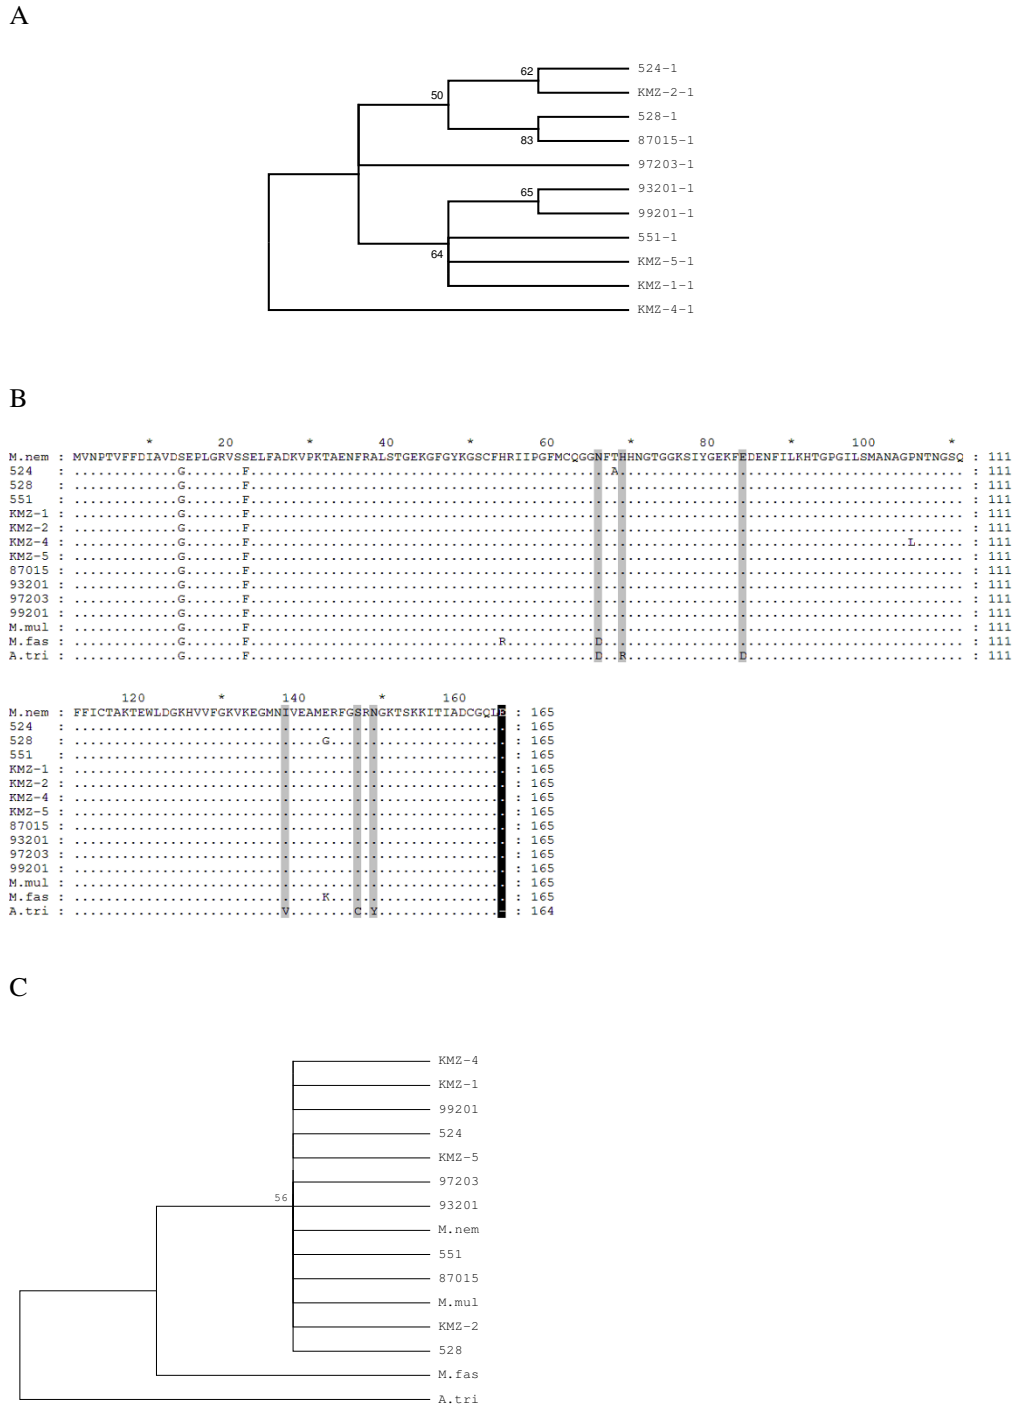 A
62
524-1
KMZ-2-1
50
528-1
83
87015-1
97203-1
65
93201-1
99201-1
551-1
64
KMZ-5-1
KMZ-1-1
KMZ-4-1
B
* 20 * 40 * 60 * 80 * 100 *
M.nem : MVNPTVFFDIAVDSEPLGRVSSELFADKVPKTAENFRALSTGEKGFGYKGSCFHRIIPGFMCQGGNFTHHNGTGGKSIYGEKFEDENFILKHTGPGILSMANAGPNTNGSQ : 111
524 : .............G.......F.............................................A........................................... : 111
528 : .............G.......F......................................................................................... : 111
551 : .............G.......F......................................................................................... : 111
KMZ-1 : .............G.......F......................................................................................... : 111
KMZ-2 : .............G.......F......................................................................................... : 111
KMZ-4 : .............G.......F..................................................................................L...... : 111
KMZ-5 : .............G.......F......................................................................................... : 111
87015 : .............G.......F......................................................................................... : 111
93201 : .............G.......F......................................................................................... : 111
97203 : .............G.......F......................................................................................... : 111
99201 : .............G.......F......................................................................................... : 111
M.mul : .............G.......F......................................................................................... : 111
M.fas : .............G.......F...............................R...........D............................................. : 111
A.tri : .............G.......F...........................................D..R..............D........................... : 111
120 * 140 * 160
M.nem : FFICTAKTEWLDGKHVVFGKVKEGMNIVEAMERFGSRNGKTSKKITIADCGQLE : 165
524 : ...................................................... : 165
528 : ...............................G...................... : 165
551 : ...................................................... : 165
KMZ-1 : ...................................................... : 165
KMZ-2 : ...................................................... : 165
KMZ-4 : ...................................................... : 165
KMZ-5 : ...................................................... : 165
87015 : ...................................................... : 165
93201 : ...................................................... : 165
97203 : ...................................................... : 165
99201 : ...................................................... : 165
M.mul : ...................................................... : 165
M.fas : ...............................K...................... : 165
A.tri : ..........................V........C.Y...............- : 164
C
KMZ-4
KMZ-1
99201
524
KMZ-5
97203
56
93201
M.nem
551
87015
M.mul
KMZ-2
528
M.fas
A.tri